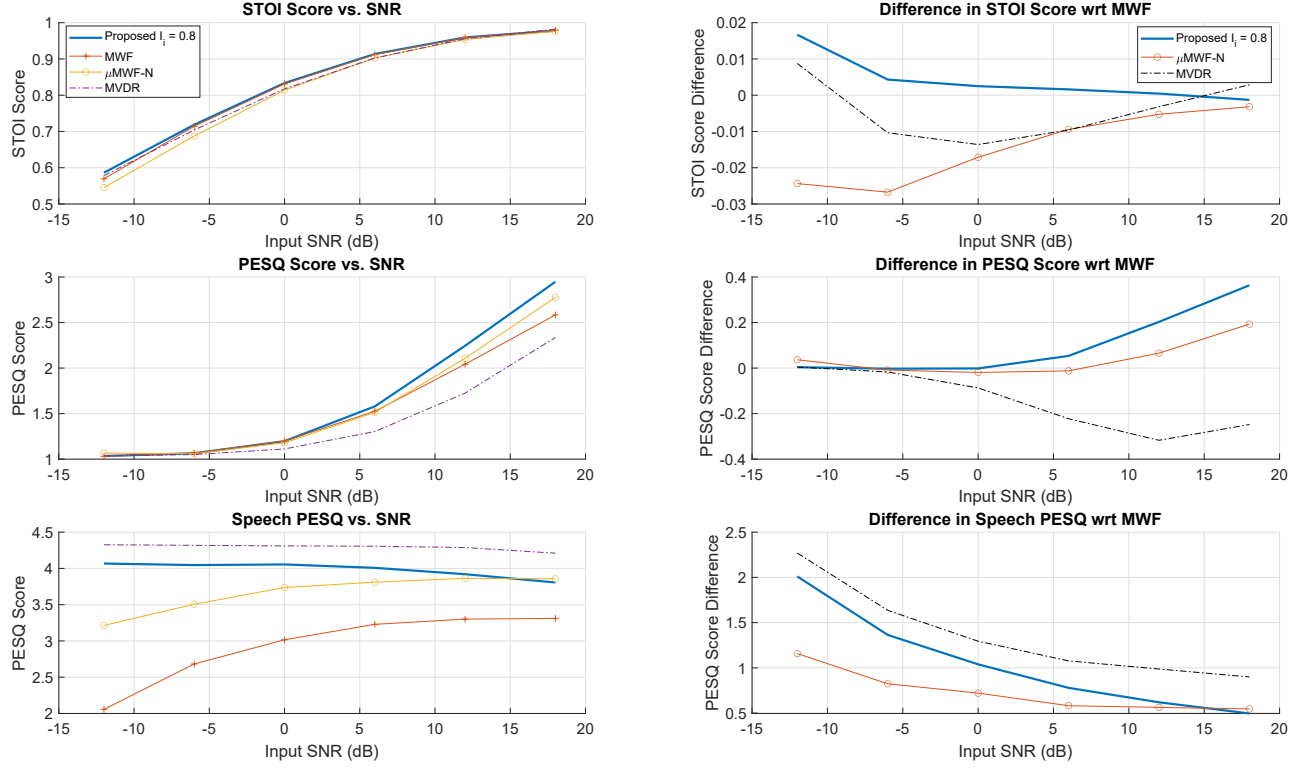 STOI Score vs. SNR
STOI Score
1
0.9
0.8
0.7
0.6
0.5
Proposed I_i = 0.8
MWF
μMWF-N
MVDR
-15 -10 -5 0 5 10 15 20
Input SNR (dB)
Difference in STOI Score wrt MWF
STOI Score Difference
0.02
0.01
0
-0.01
-0.02
-0.03
Proposed I_i = 0.8
μMWF-N
MVDR
-15 -10 -5 0 5 10 15 20
Input SNR (dB)
PESQ Score vs. SNR
PESQ Score
3
2.5
2
1.5
1
-15 -10 -5 0 5 10 15 20
Input SNR (dB)
Difference in PESQ Score wrt MWF
PESQ Score Difference
0.4
0.2
0
-0.2
-0.4
-15 -10 -5 0 5 10 15 20
Input SNR (dB)
Speech PESQ vs. SNR
PESQ Score
4.5
4
3.5
3
2.5
2
-15 -10 -5 0 5 10 15 20
Input SNR (dB)
Difference in Speech PESQ wrt MWF
PESQ Score Difference
2.5
2
1.5
1
0.5
-15 -10 -5 0 5 10 15 20
Input SNR (dB)